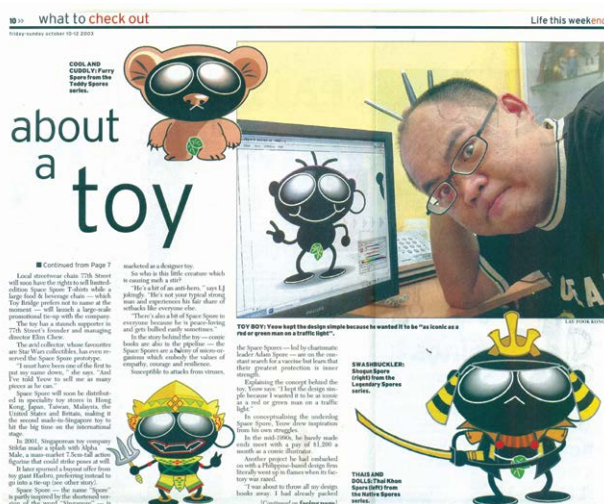 10 >> what to check out
Life this weekend
friday-sunday october 10-12 2003
COOL AND
CUDDLY: Furry
Spore from the
Teddy Spores
series.
about
a
toy
■ Continued from Page 7
Local streetwear chain 77th Street
will soon have the rights to sell limited-
edition Space Spore T-shirts while a
large food & beverage chain — which
Toy Bridge prefers not to name at the
moment — will launch a large-scale
promotional tie-up with the company.
The toy has a staunch supporter in
77th Street's founder and managing
director Elim Chew.
The avid collector, whose favourites
are Star Wars collectibles, has even re-
served the Space Spore prototype.
"I must have been one of the first to
put my name down," she says. "And
I've told Yeow to sell me as many
pieces as he can."
Space Spore will soon be distribut-
ed in speciality toy stores in Hong
Kong, Japan, Taiwan, Malaysia, the
United States and Britain, making it
the second made-in-Singapore toy to
hit the big time on the international
stage.
In 2001, Singaporean toy company
Stikfas made a splash with Alpha
Male, a mass-market 7.5cm-tall action
figurine that could strike poses at will.
It later spurned a buyout offer from
toy giant Hasbro, preferring instead to
go into a tie-up (see other story).
Space Spore — the name "Spore"
is partly inspired by the shortened ver-
marketed as a designer toy.
So who is this little creature which
is causing such a stir?
"He's a bit of an anti-hero," says LJ
jokingly. "He's not your typical strong
man and experiences his fair share of
setbacks like everyone else.
"There's also a bit of Space Spore in
everyone because he is peace-loving
and gets bullied easily sometimes."
In the story behind the toy — comic
books are also in the pipeline — the
Space Spores are a colony of micro-or-
ganisms which embody the values of
empathy, courage and resilience.
Susceptible to attacks from viruses,
TOY BOY: Yeow kept the design simple because he wanted it to be "as iconic as a
red or green man on a traffic light".
the Space Spores — led by charismatic
leader Adam Spore — are on the con-
stant search for a vaccine but learn that
their greatest protection is inner
strength.
Explaining the concept behind the
toy, Yeow says: "I kept the design sim-
ple because I wanted it to be as iconic
as a red or green man on a traffic
light."
In conceptualising the underdog
Space Spore, Yeow drew inspiration
from his own struggles.
In the mid-1990s, he barely made
ends meet with a pay of $1,200 a
month as a comic illustrator.
Another project he had embarked
on with a Philippine-based design firm
literally went up in flames when its fac-
tory was razed.
"I was about to throw all my design
books away. I had already packed
SWASHBUCKLER:
Shogun Spore
(right) from the
Legendary Spores
series.
THAIS AND
DOLLS: Thai Khon
Spore (left) from
the Native Spores
series.